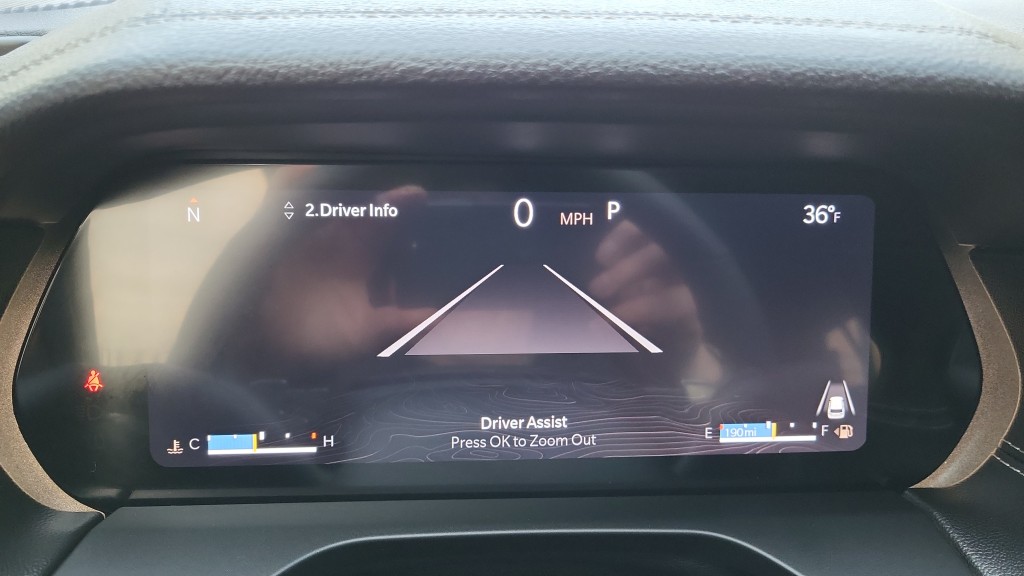 N
2.Driver Info
0 MPH P
36°F
Driver Assist
Press OK to Zoom Out
C H
E 190 mi F